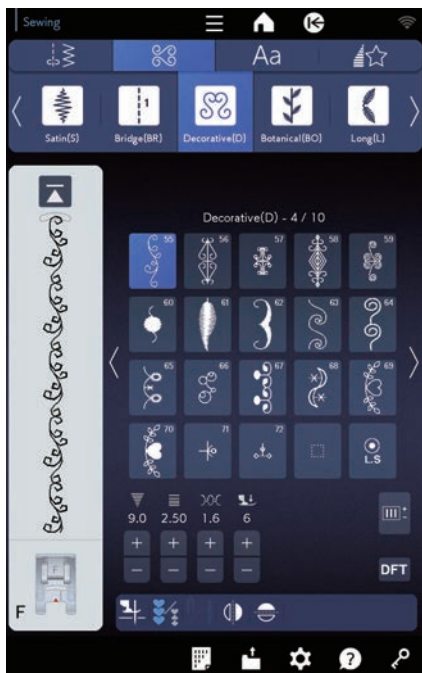 Sewing
Aa
1
Satin(S) Bridge(BR) Decorative(D) Botanical(BO) Long(L)
Decorative(D) - 4 / 10
55 56 57 58 59
60 61 62 63 64
65 66 67 68 69
70 71 72 L.S
9.0 2.50 1.6 6
+ + + +
− − − −
DFT
F
?